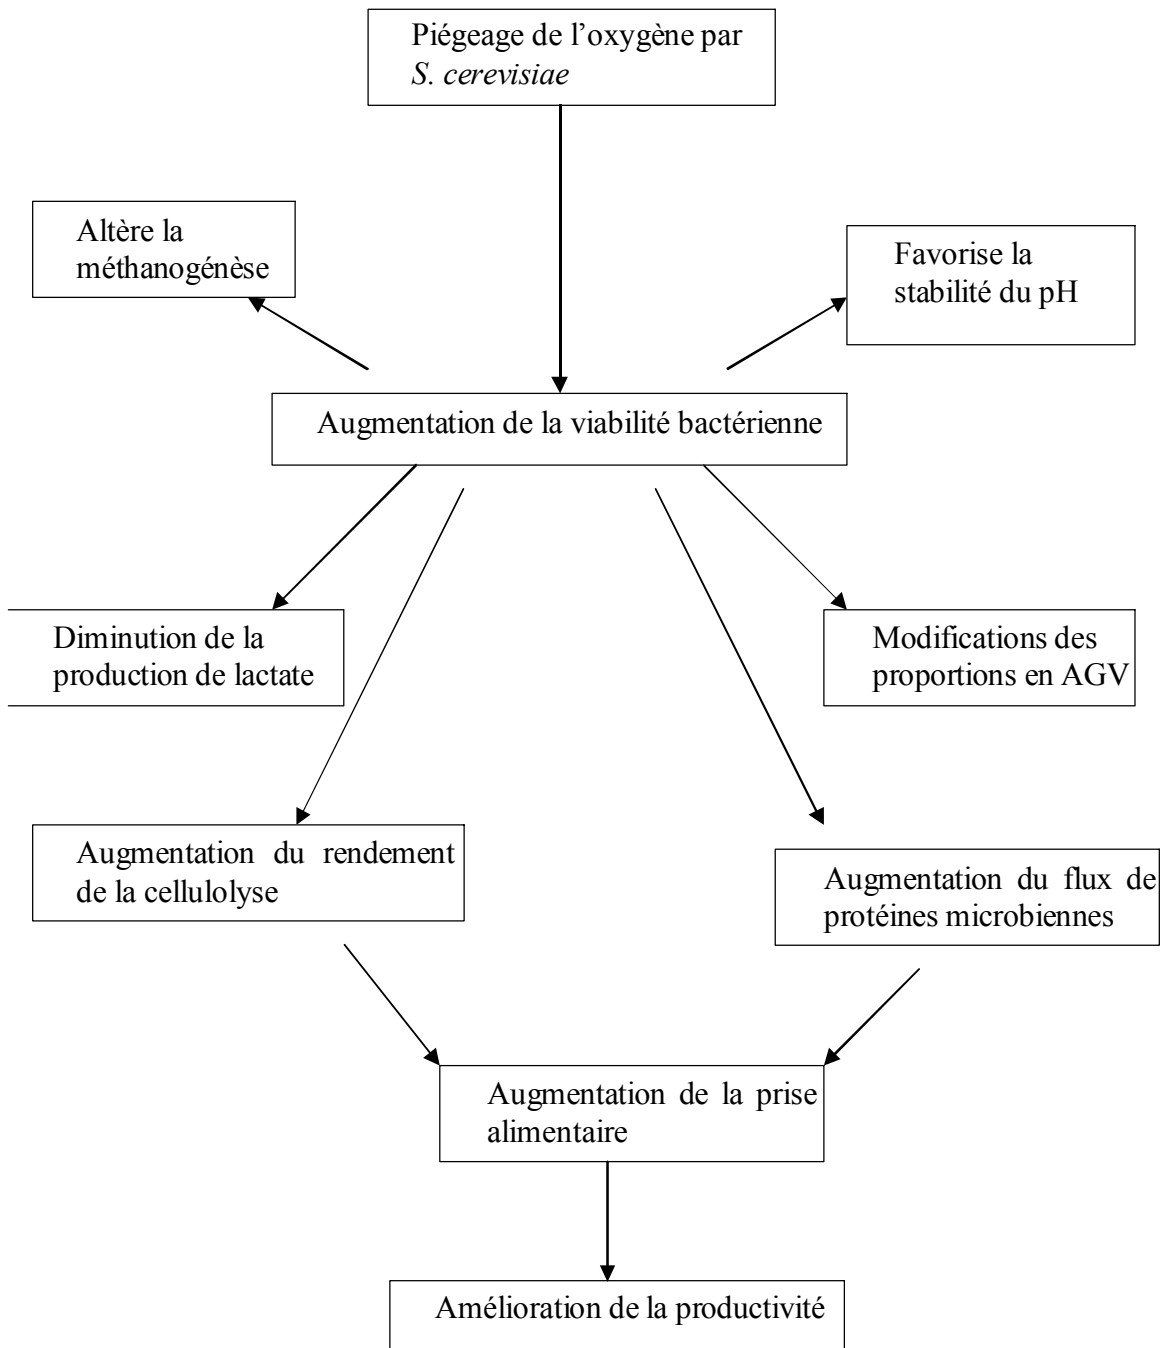 Piégeage de l’oxygène par
S. cerevisiae
Altère la
méthanogénèse
Favorise la
stabilité du pH
Augmentation de la viabilité bactérienne
Diminution de la
production de lactate
Modifications des
proportions en AGV
Augmentation du rendement
de la cellulolyse
Augmentation du flux de
protéines microbiennes
Augmentation de la prise
alimentaire
Amélioration de la productivité